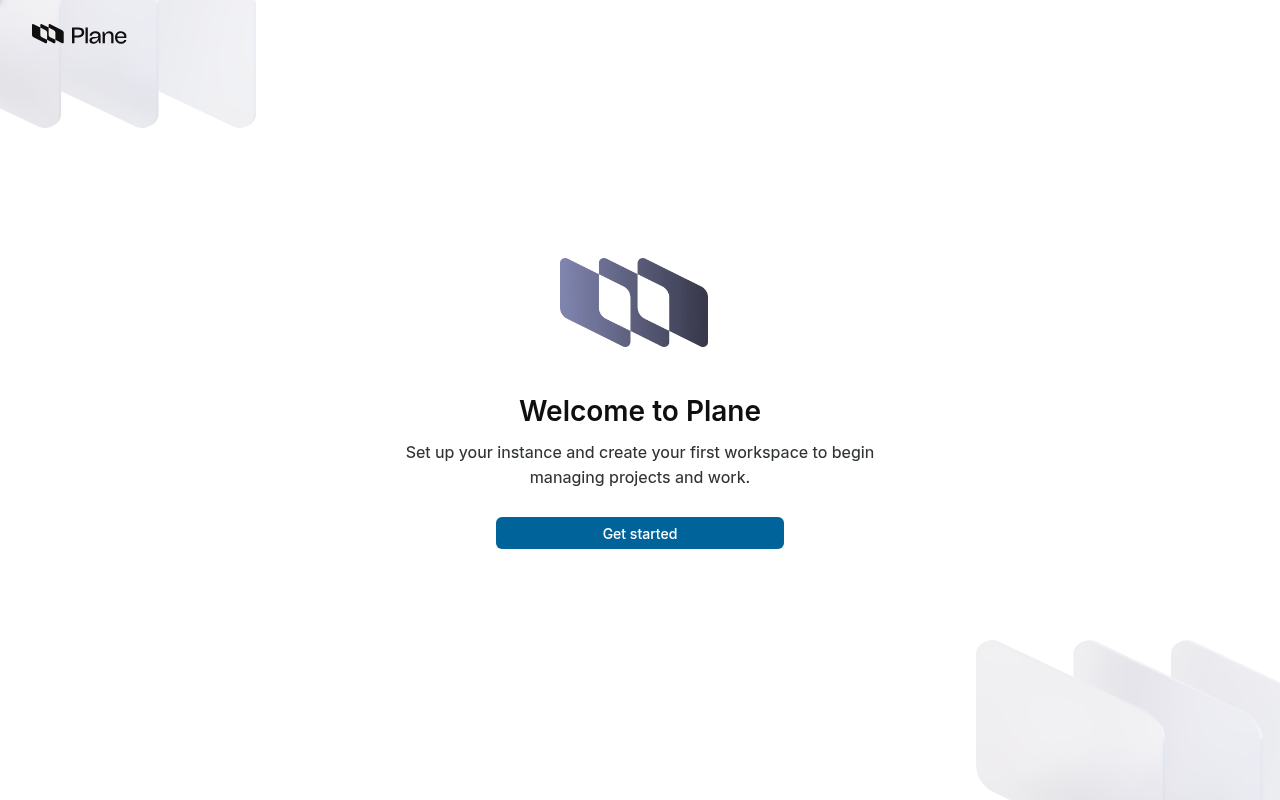 Plane
Welcome to Plane
Set up your instance and create your first workspace to begin
managing projects and work.
Get started